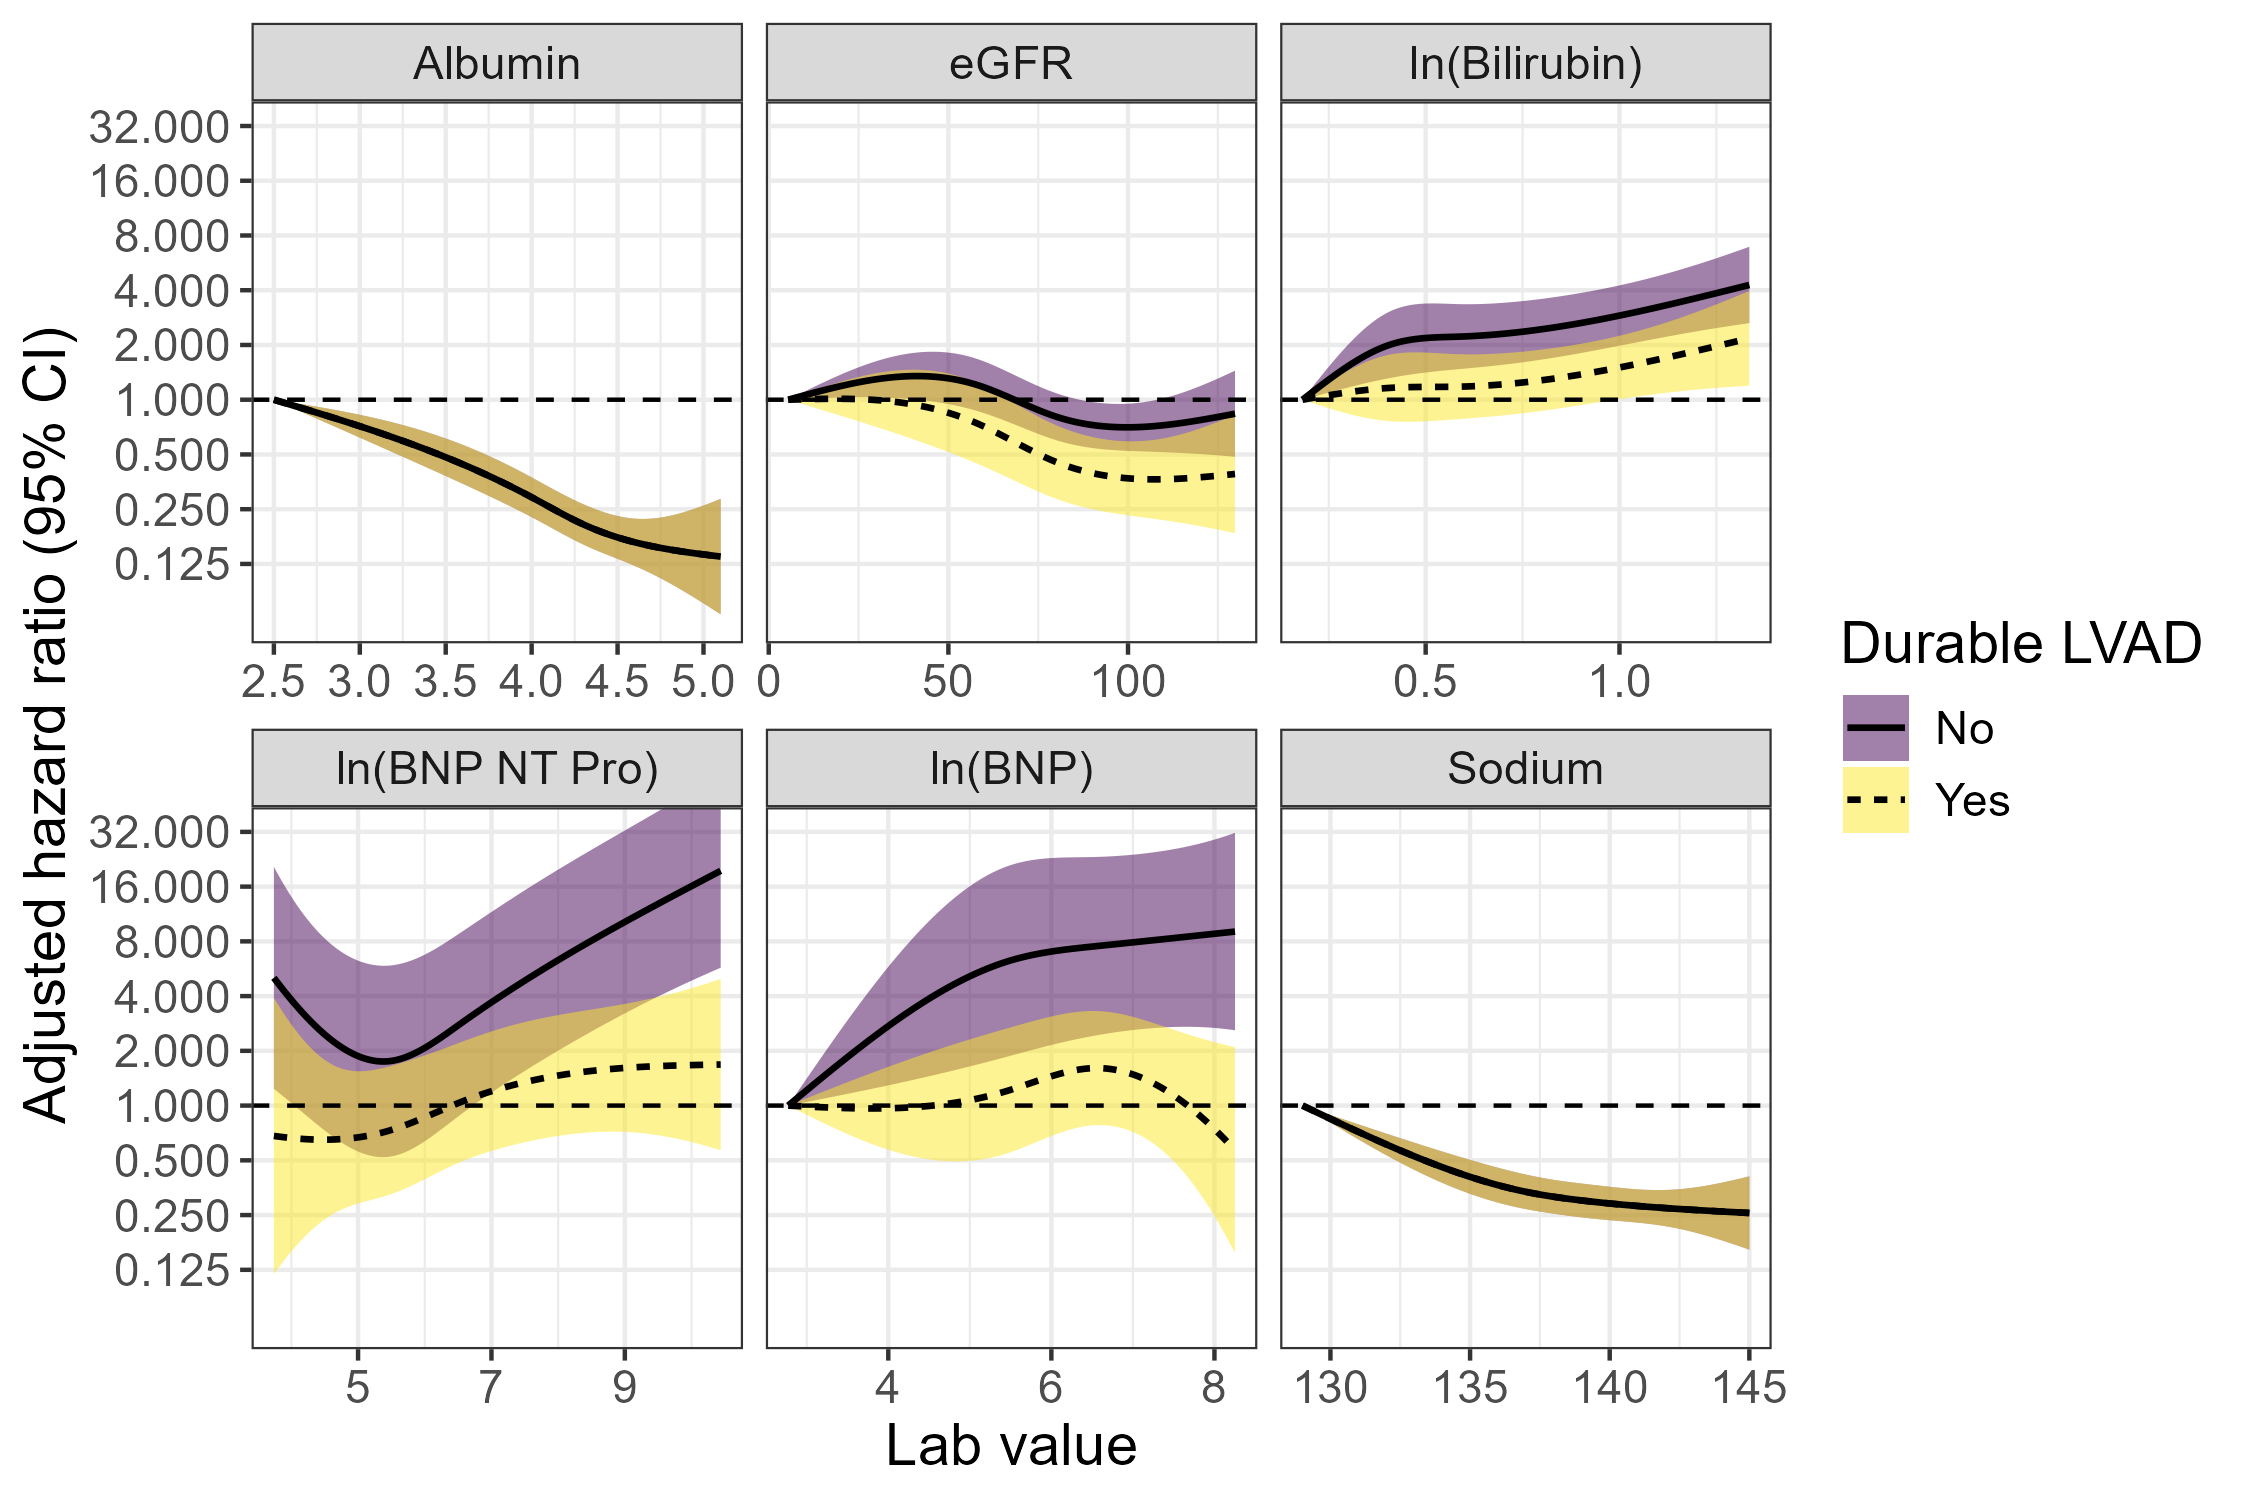 Albumin eGFR ln(Bilirubin)
32.000
16.000
8.000
4.000
2.000
1.000
0.500
0.250
0.125
2.5 3.0 3.5 4.0 4.5 5.0 0 50 100 0.5 1.0
ln(BNP NT Pro) ln(BNP) Sodium
32.000
16.000
8.000
4.000
2.000
1.000
0.500
0.250
0.125
5 7 9 4 6 8 130 135 140 145
Lab value
Adjusted hazard ratio (95% CI)
Durable LVAD
No
Yes